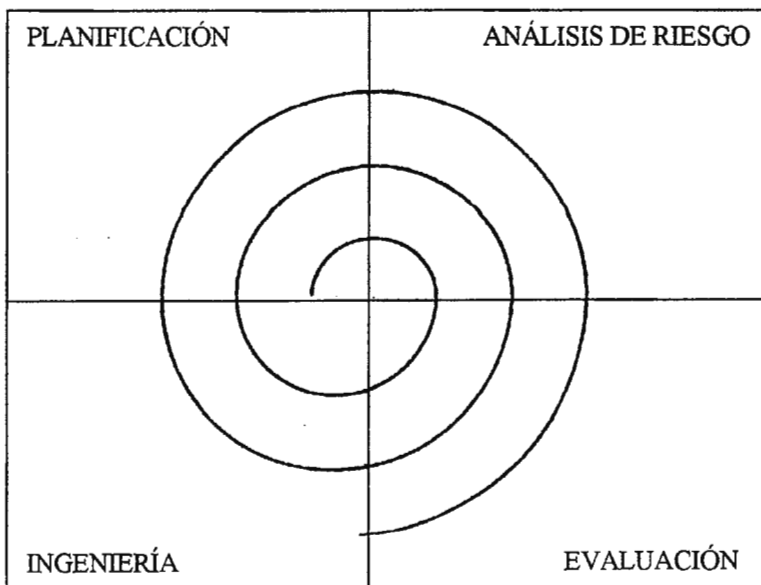 PLANIFICACIÓN
ANÁLISIS DE RIESGO
INGENIERÍA
EVALUACIÓN